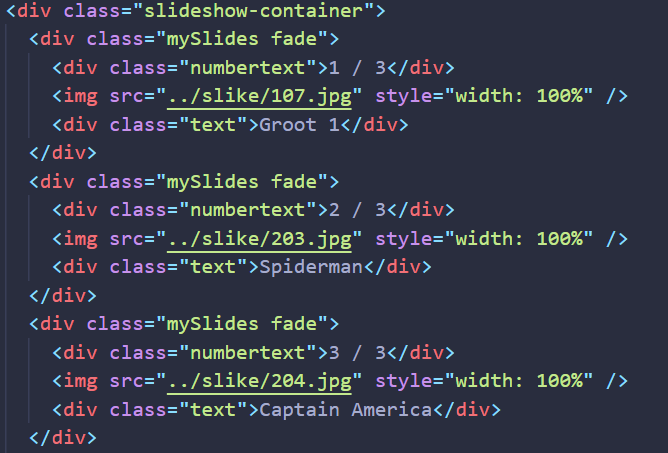 <div class="slideshow-container">
<div class="mySlides fade">
<div class="numbertext">1 / 3</div>
<img src="../slike/107.jpg" style="width: 100%" />
<div class="text">Groot 1</div>
</div>
<div class="mySlides fade">
<div class="numbertext">2 / 3</div>
<img src="../slike/203.jpg" style="width: 100%" />
<div class="text">Spiderman</div>
</div>
<div class="mySlides fade">
<div class="numbertext">3 / 3</div>
<img src="../slike/204.jpg" style="width: 100%" />
<div class="text">Captain America</div>
</div>